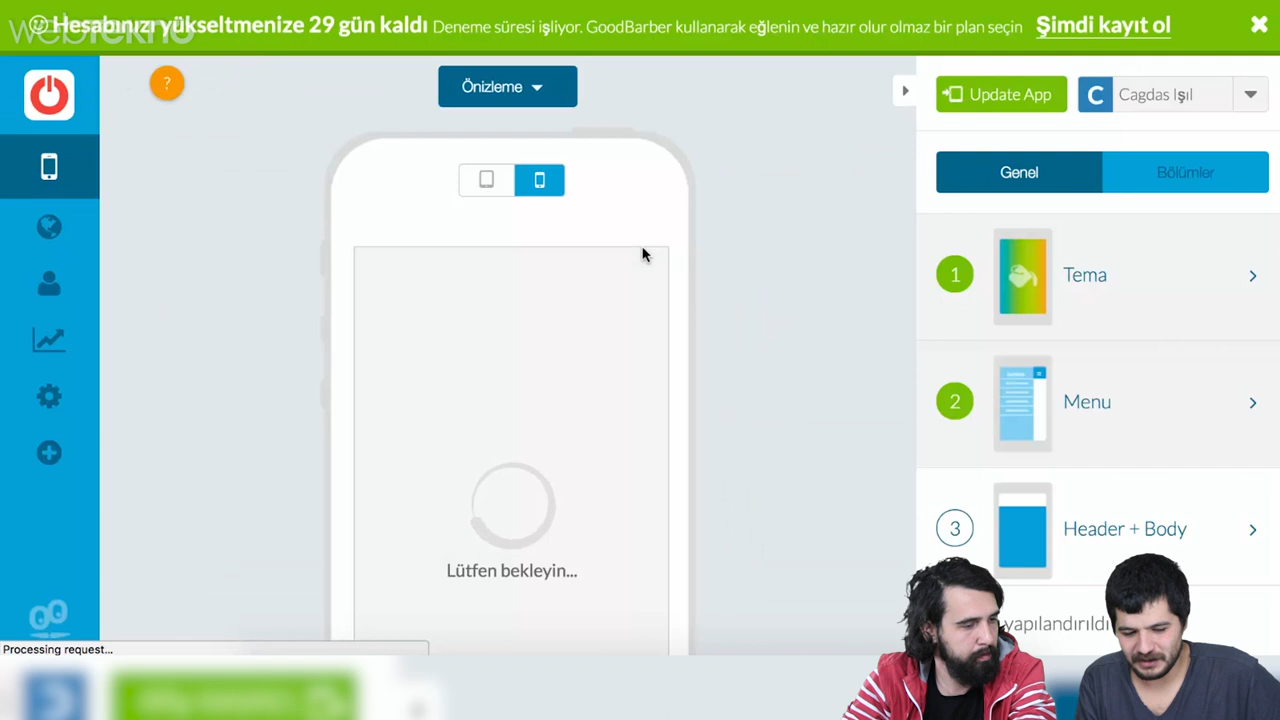 webtekno
Hesabınızı yükseltmenize 29 gün kaldı Deneme süresi işliyor. GoodBarber kullanarak eğlenin ve hazır olur olmaz bir plan seçin Şimdi kayıt ol
?
Önizleme
Update App
C Cagdas Işıl
Genel
Bölümler
1 Tema
2 Menu
3 Header + Body
Lütfen bekleyin...
yapılandırıldı
Processing request...